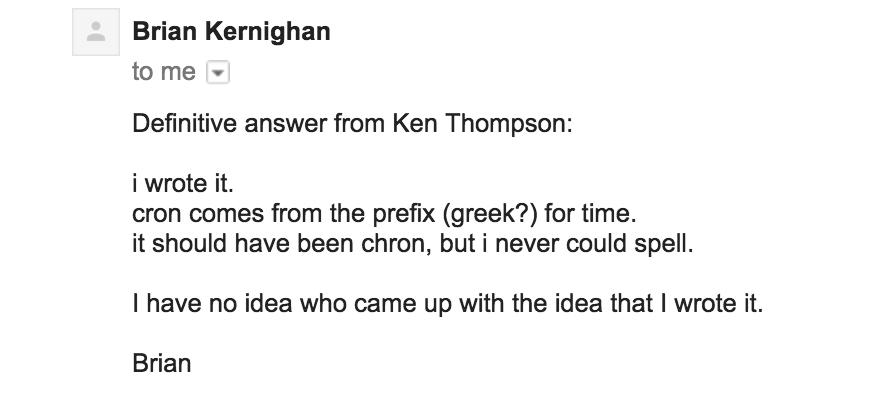 Brian Kernighan
to me
Definitive answer from Ken Thompson:
i wrote it.
cron comes from the prefix (greek?) for time.
it should have been chron, but i never could spell.
I have no idea who came up with the idea that I wrote it.
Brian